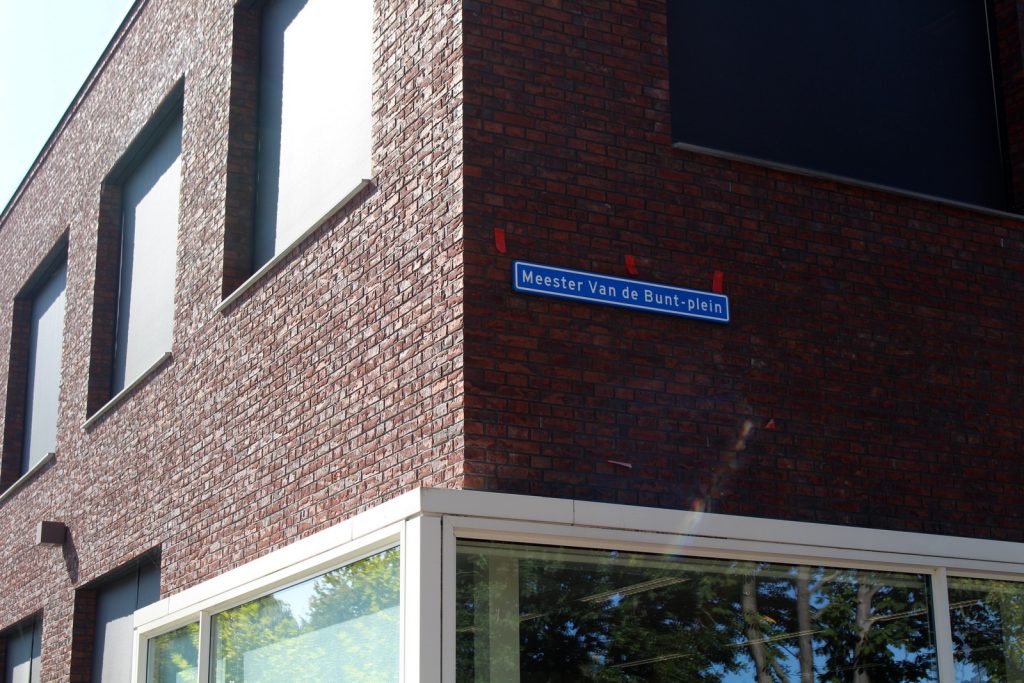 Meester Van de Bunt-plein